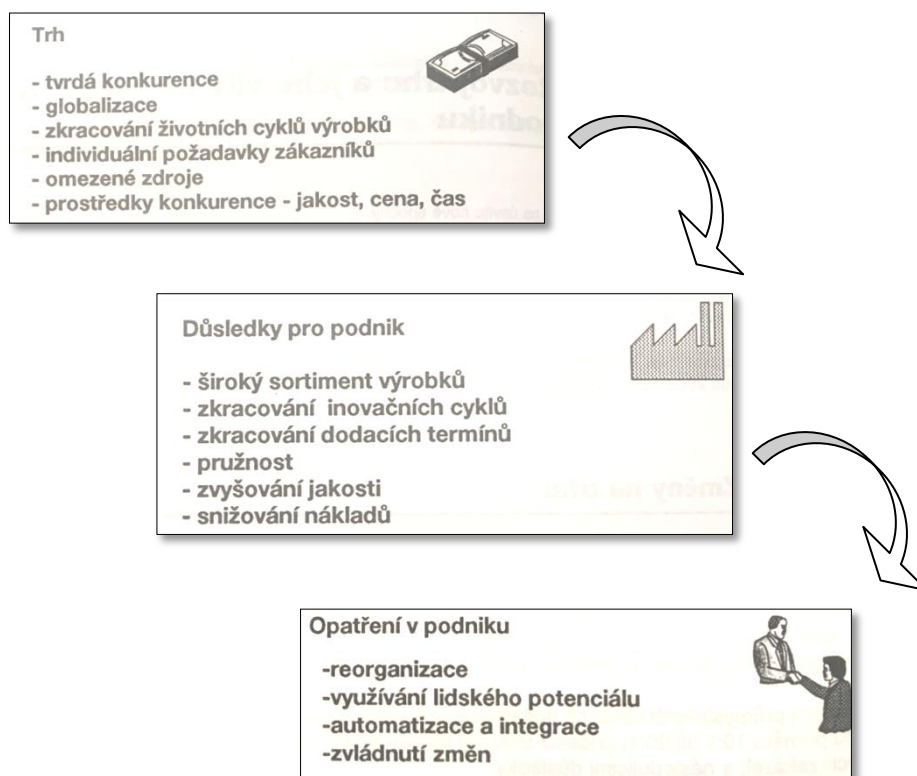 Trh
- tvrdá konkurence
- globalizace
- zkracování životních cyklů výrobků
- individuální požadavky zákazníků
- omezené zdroje
- prostředky konkurence - jakost, cena, čas
Důsledky pro podnik
- široký sortiment výrobků
- zkracování inovačních cyklů
- zkracování dodacích termínů
- pružnost
- zvyšování jakosti
- snižování nákladů
Opatření v podniku
-reorganizace
-využívání lidského potenciálu
-automatizace a integrace
-zvládnutí změn